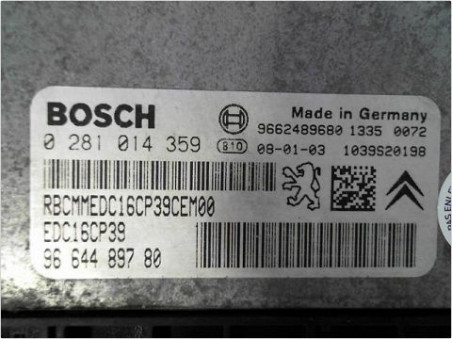 BOSCH
Made in Germany
9662489680 1335 0072
0 281 014 359
810
08-01-03 1039S20198
RBCMMEDC16CP39CEM00
EDC16CP39
96 644 897 80